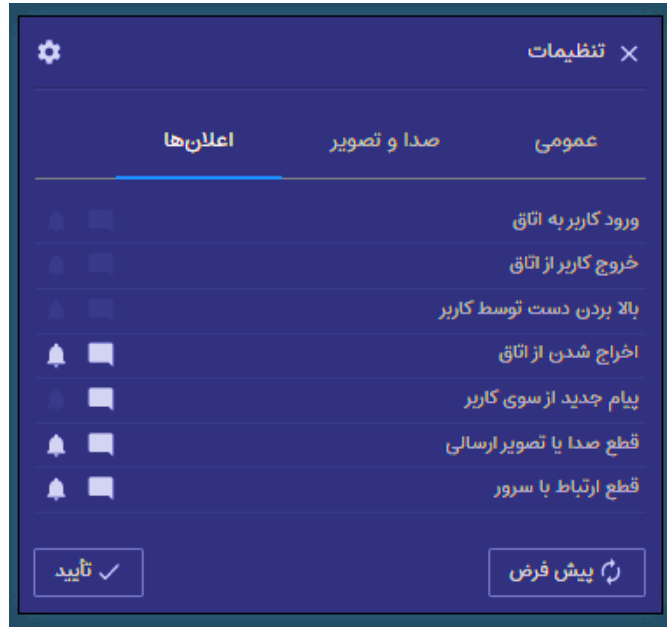 تنظیمات
عمومی صدا و تصویر اعلان‌ها
ورود کاربر به اتاق
خروج کاربر از اتاق
بالا بردن دست توسط کاربر
اخراج شدن از اتاق
پیام جدید از سوی کاربر
قطع صدا یا تصویر ارسالی
قطع ارتباط با سرور
پیش فرض تأیید